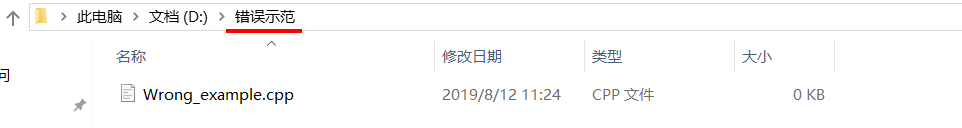 此电脑 > 文档 (D:) > 错误示范
名称 修改日期 类型 大小
问
Wrong_example.cpp 2019/8/12 11:24 CPP 文件 0 KB